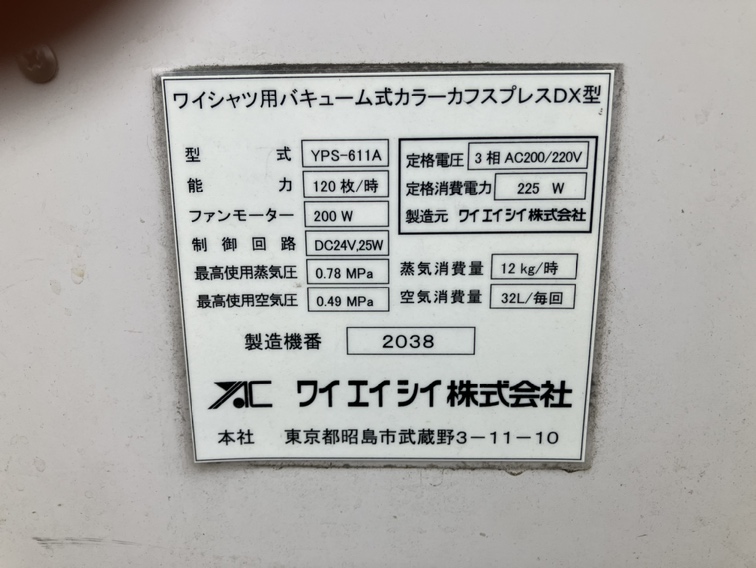 ワイシャツ用バキューム式カラーカフスプレスDX型
型式 YPS-611A
能力 120枚/時
ファンモーター 200 W
制御回路 DC24V,25W
最高使用蒸気圧 0.78 MPa
最高使用空気圧 0.49 MPa
定格電圧 3相 AC200/220V
定格消費電力 225 W
製造元 ワイエイシイ株式会社
蒸気消費量 12 kg/時
空気消費量 32L/毎回
製造機番 2038
YAC ワイエイシイ株式会社
本社 東京都昭島市武蔵野3-11-10